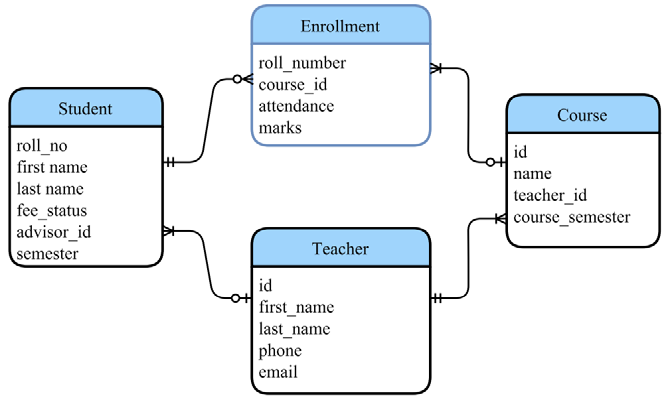 Enrollment
roll_number
course_id
attendance
marks
Student
roll_no
first name
last name
fee_status
advisor_id
semester
Course
id
name
teacher_id
course_semester
Teacher
id
first_name
last_name
phone
email